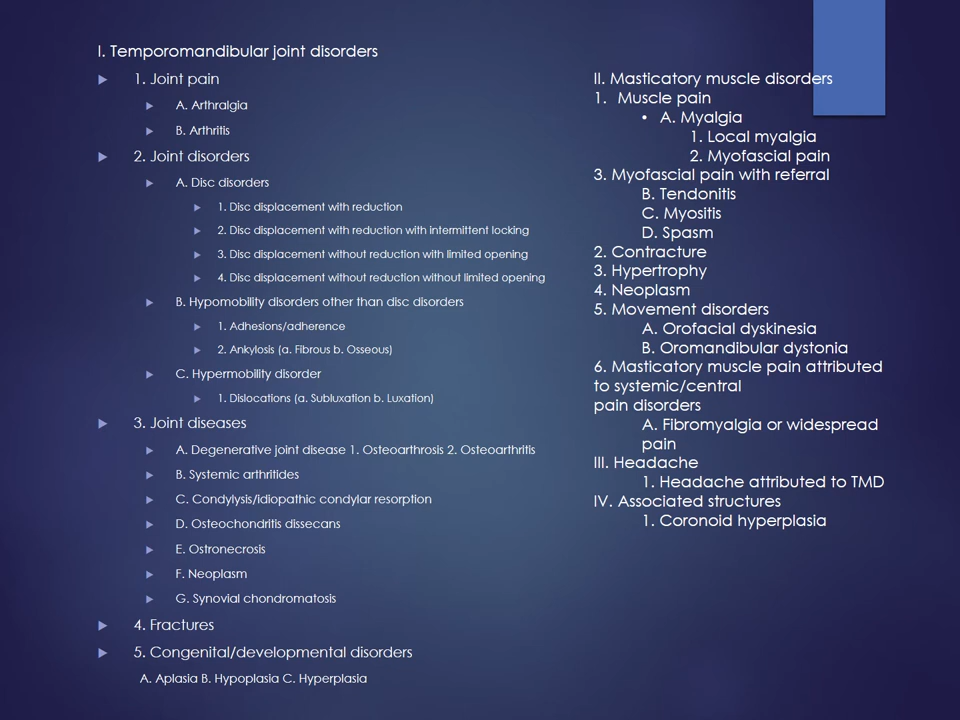 I. Temporomandibular joint disorders
1. Joint pain
A. Arthralgia
B. Arthritis
2. Joint disorders
A. Disc disorders
1. Disc displacement with reduction
2. Disc displacement with reduction with intermittent locking
3. Disc displacement without reduction with limited opening
4. Disc displacement without reduction without limited opening
B. Hypomobility disorders other than disc disorders
1. Adhesions/adherence
2. Ankylosis (a. Fibrous b. Osseous)
C. Hypermobility disorder
1. Dislocations (a. Subluxation b. Luxation)
3. Joint diseases
A. Degenerative joint disease 1. Osteoarthrosis 2. Osteoarthritis
B. Systemic arthritides
C. Condylysis/idiopathic condylar resorption
D. Osteochondritis dissecans
E. Ostronecrosis
F. Neoplasm
G. Synovial chondromatosis
4. Fractures
5. Congenital/developmental disorders
A. Aplasia B. Hypoplasia C. Hyperplasia
II. Masticatory muscle disorders
1. Muscle pain
• A. Myalgia
1. Local myalgia
2. Myofascial pain
3. Myofascial pain with referral
B. Tendonitis
C. Myositis
D. Spasm
2. Contracture
3. Hypertrophy
4. Neoplasm
5. Movement disorders
A. Orofacial dyskinesia
B. Oromandibular dystonia
6. Masticatory muscle pain attributed
to systemic/central
pain disorders
A. Fibromyalgia or widespread
pain
III. Headache
1. Headache attributed to TMD
IV. Associated structures
1. Coronoid hyperplasia